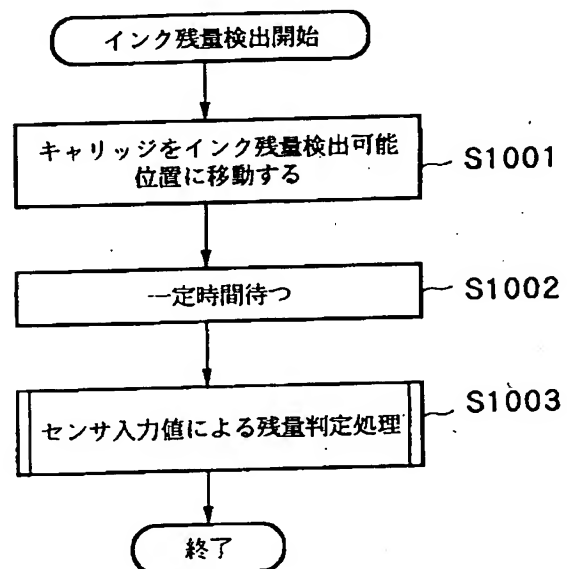 インク残量検出開始
キャリッジをインク残量検出可能
位置に移動する
S1001
一定時間待つ
S1002
センサ入力値による残量判定処理
S1003
終了